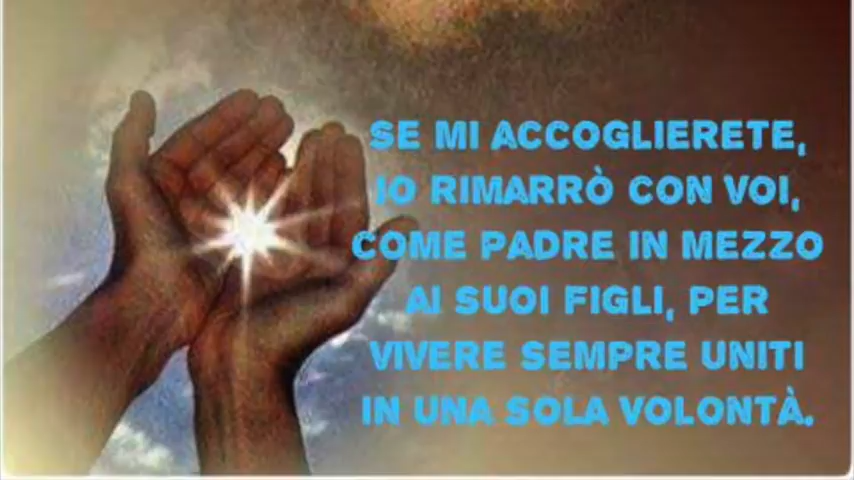 SE MI ACCOGLIERETE,
IO RIMARRÒ CON VOI,
COME PADRE IN MEZZO
AI SUOI FIGLI, PER
VIVERE SEMPRE UNITI
IN UNA SOLA VOLONTÀ.